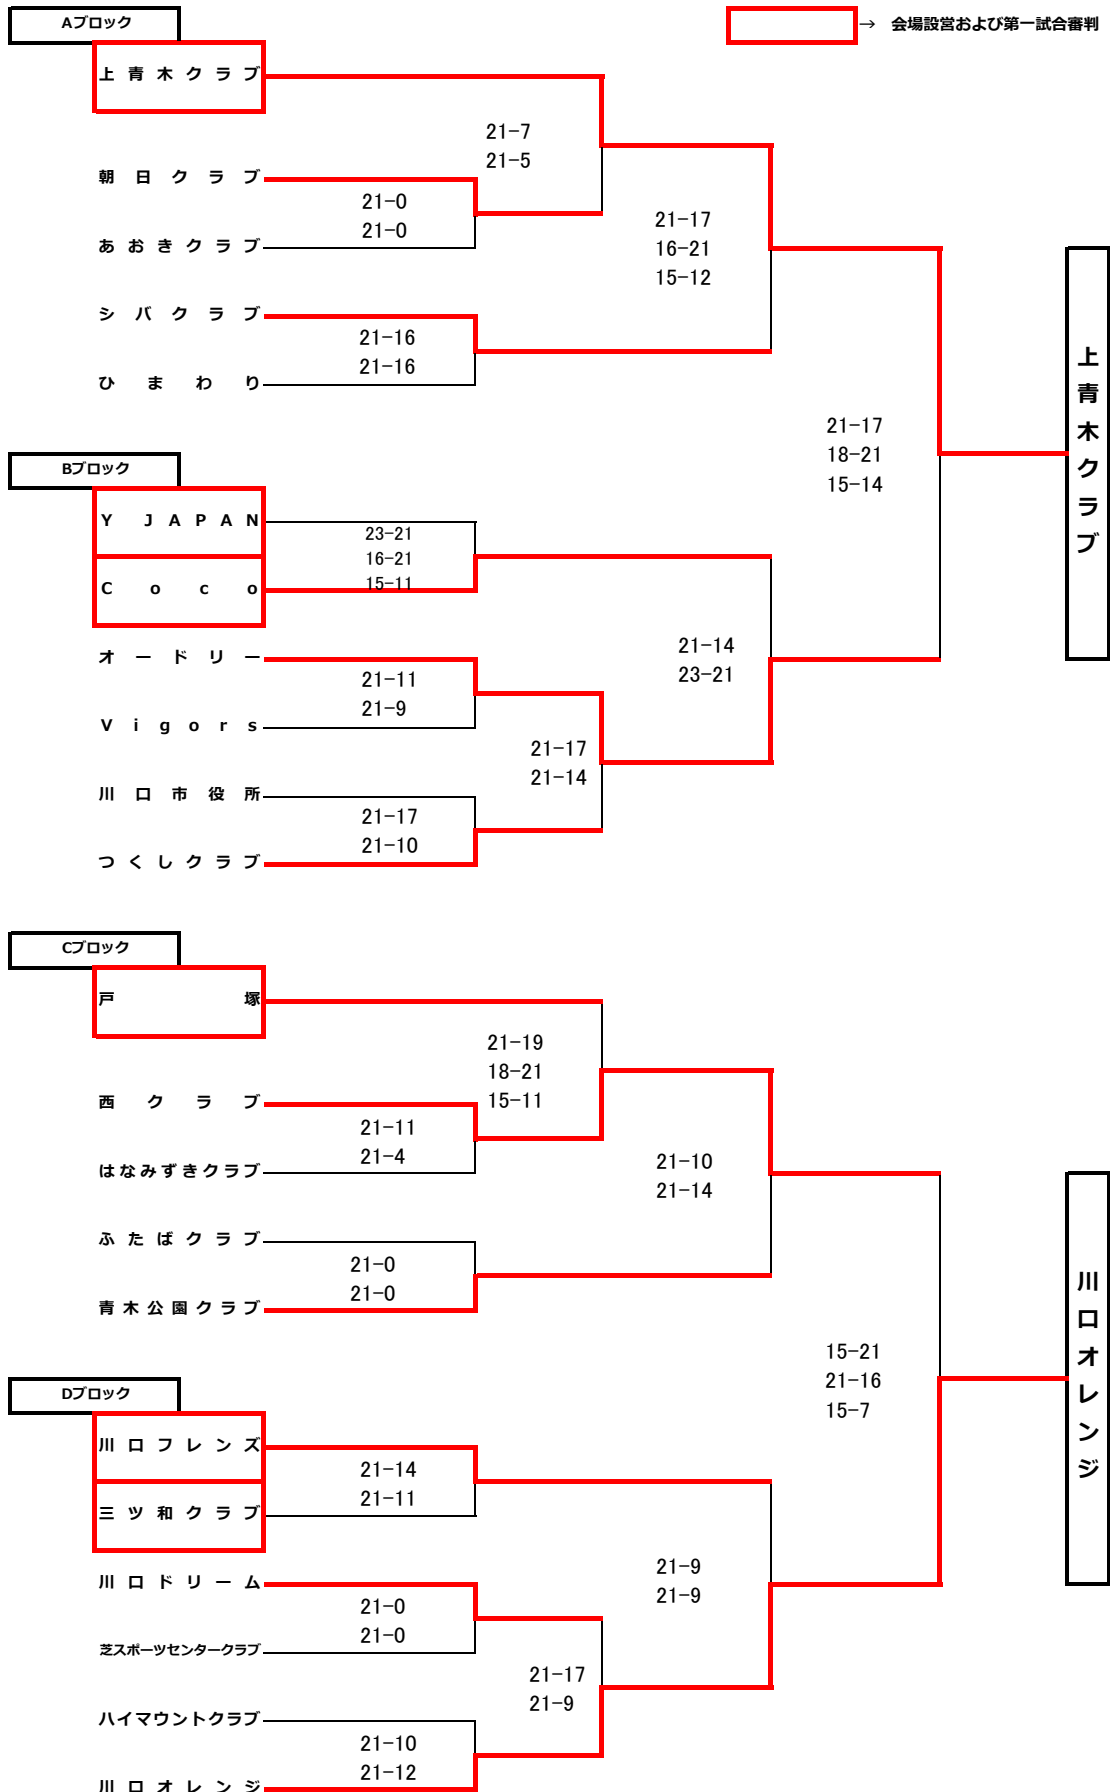 Aブロック
→ 会場設営および第一試合審判
上青木クラブ
21-7
21-5
朝日クラブ
21-0
21-0
あおきクラブ
21-17
16-21
15-12
シバクラブ
21-16
21-16
ひまわり
上青木クラブ
21-17
18-21
15-14
Bブロック
Y JAPAN
23-21
16-21
15-11
Coco
オードリー
21-14
23-21
21-11
21-9
Vigors
21-17
21-14
川口市役所
21-17
21-10
つくしクラブ
Cブロック
戸塚
21-19
18-21
15-11
西クラブ
21-11
21-4
はなみずきクラブ
21-10
21-14
ふたばクラブ
21-0
21-0
青木公園クラブ
川口オレンジ
15-21
21-16
15-7
Dブロック
川口フレンズ
21-14
21-11
三ツ和クラブ
21-9
21-9
川口ドリーム
21-0
21-0
芝スポーツセンタークラブ
21-17
21-9
ハイマウントクラブ
21-10
21-12
川口オレンジ